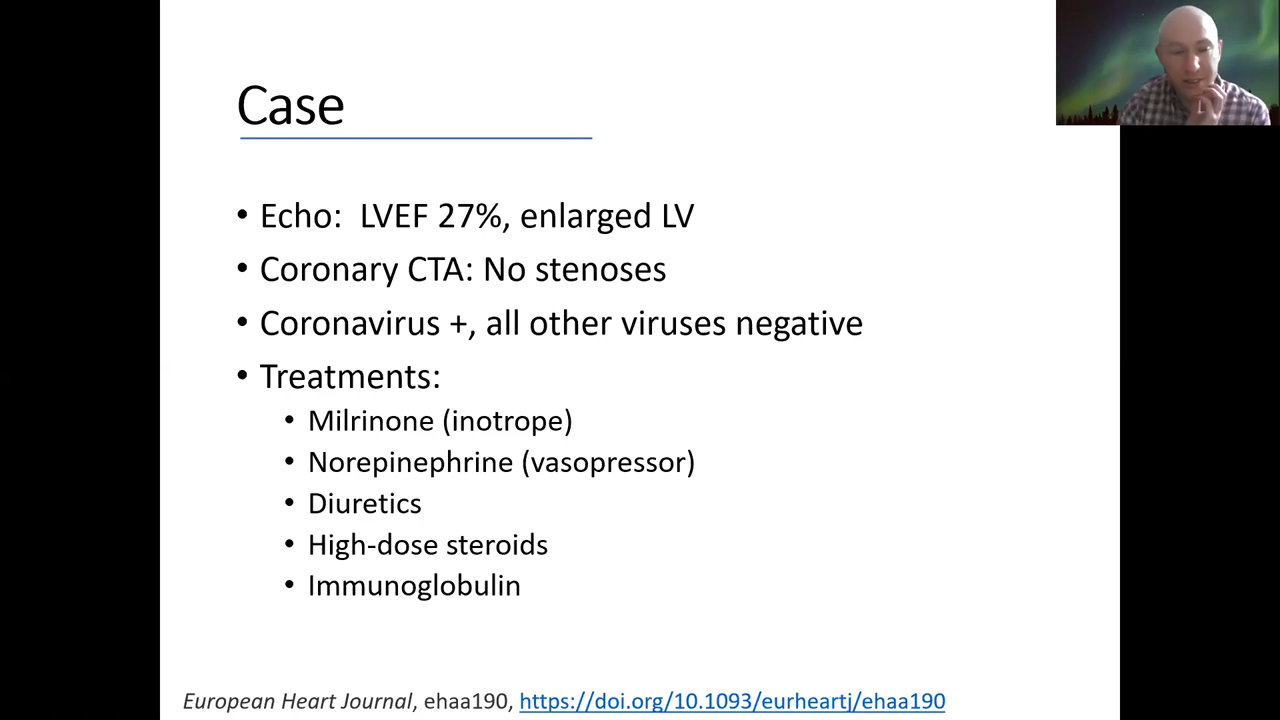 Case
• Echo:  LVEF 27%, enlarged LV
• Coronary CTA: No stenoses
• Coronavirus +, all other viruses negative
• Treatments:
• Milrinone (inotrope)
• Norepinephrine (vasopressor)
• Diuretics
• High-dose steroids
• Immunoglobulin
European Heart Journal, ehaa190, https://doi.org/10.1093/eurheartj/ehaa190